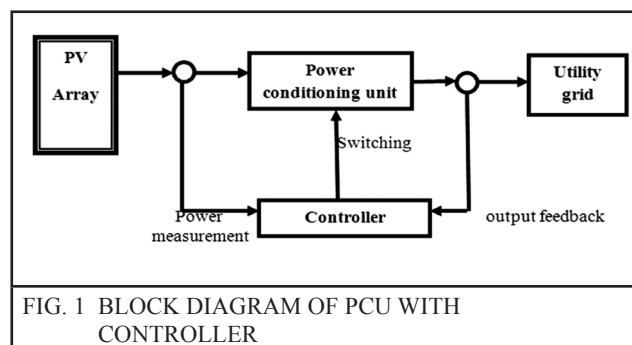 PV
Array
Power
conditioning unit
Utility
grid
Switching
Power
measurement
Controller
output feedback
FIG. 1 BLOCK DIAGRAM OF PCU WITH
CONTROLLER